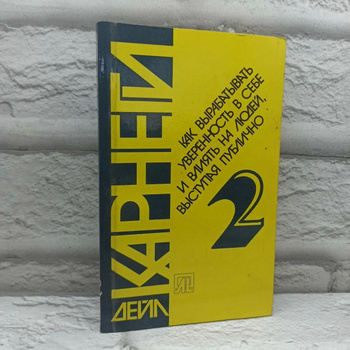 ДЕЙЛ
КАРНЕГИ
КАК ВЫРАБАТЫВАТЬ
УВЕРЕННОСТЬ В СЕБЕ
И ВЛИЯТЬ НА ЛЮДЕЙ,
ВЫСТУПАЯ ПУБЛИЧНО
2